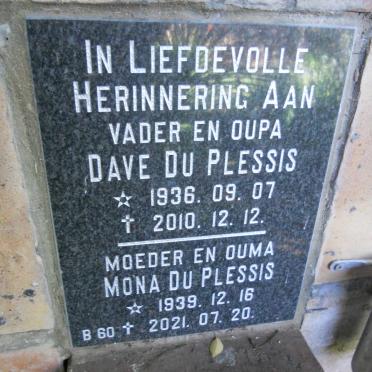 IN LIEFDEVOLLE
HERINNERING AAN
VADER EN OUPA
DAVE DU PLESSIS
☆ 1936. 09. 07
✝ 2010. 12. 12.
MOEDER EN OUMA
MONA DU PLESSIS
☆ 1939. 12. 16
B 60 ✝ 2021. 07. 20.